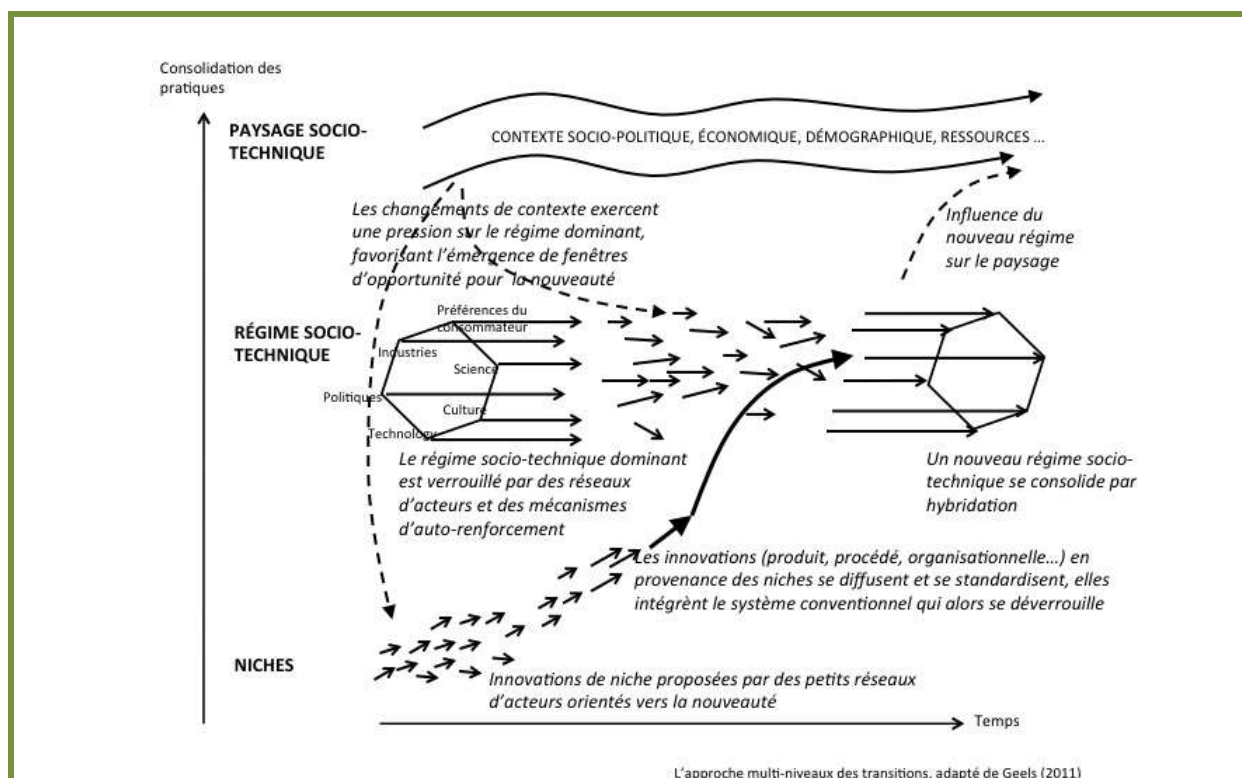 Consolidation des
pratiques
PAYSAGE SOCIO-
TECHNIQUE
CONTEXTE SOCIO-POLITIQUE, ÉCONOMIQUE, DÉMOGRAPHIQUE, RESSOURCES ...
Les changements de contexte exercent
une pression sur le régime dominant,
favorisant l'émergence de fenêtres
d'opportunité pour la nouveauté
Influence du
nouveau régime
sur le paysage
RÉGIME SOCIO-
TECHNIQUE
Préférences du
consommateur
Industries
Science
Politiques
Culture
Technology
Le régime socio-technique dominant
est verrouillé par des réseaux
d'acteurs et des mécanismes
d'auto-renforcement
Un nouveau régime socio-
technique se consolide par
hybridation
Les innovations (produit, procédé, organisationnelle...) en
provenance des niches se diffusent et se standardisent, elles
intégrènt le système conventionnel qui alors se déverrouille
NICHES
Innovations de niche proposées par des petits réseaux
d'acteurs orientés vers la nouveauté
Temps
L'approche multi-niveaux des transitions, adapté de Geels (2011)